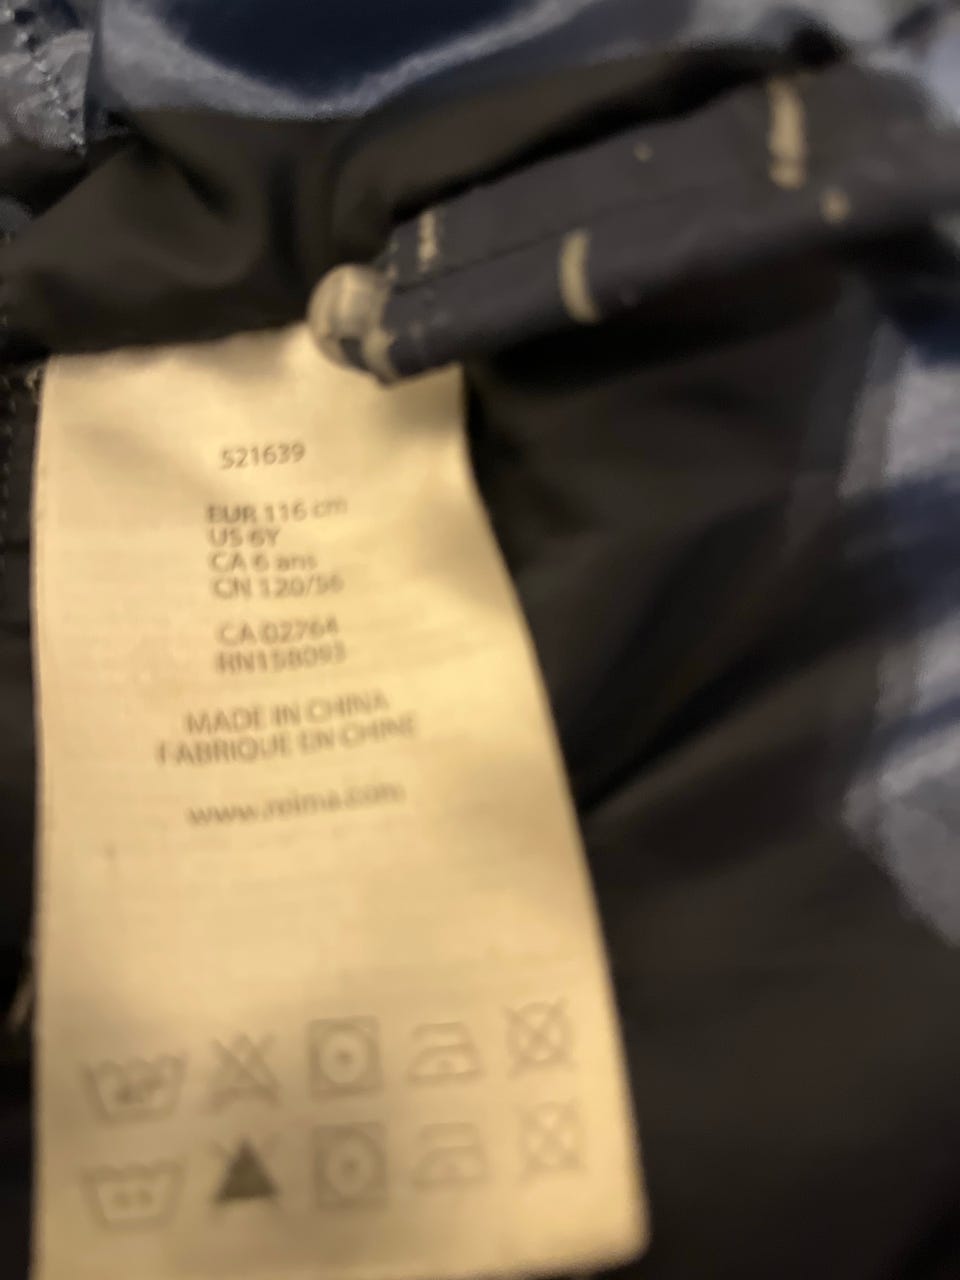 521639
EUR 116 cm
US 6Y
CA 6 ans
CN 120/56
CA 02764
RN158093
MADE IN CHINA
FABRIQUÉ EN CHINE
www.reima.com